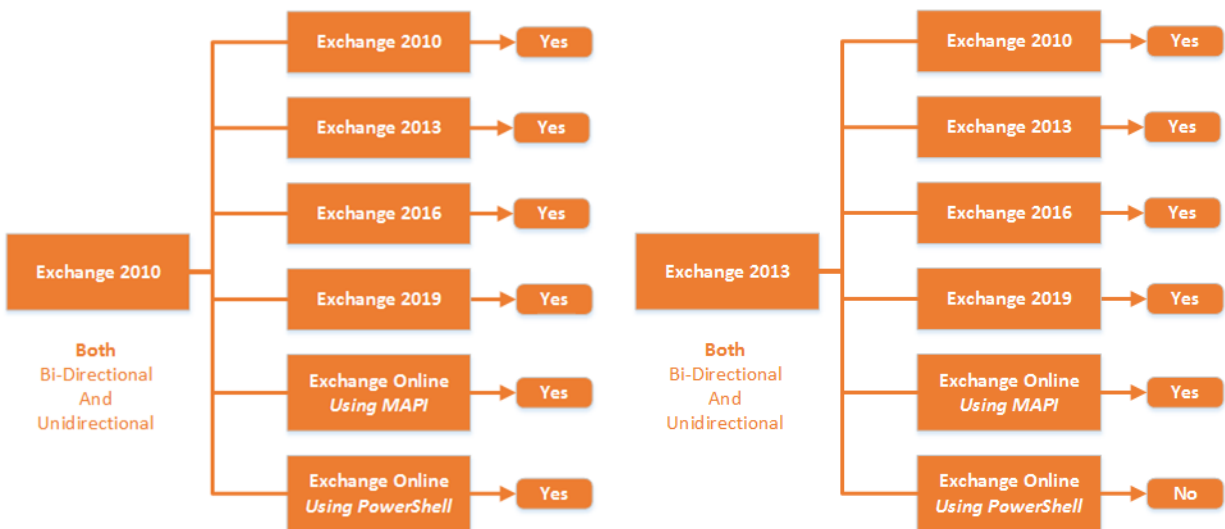 Exchange 2010
Both
Bi-Directional
And
Unidirectional
Exchange 2010
Yes
Exchange 2013
Yes
Exchange 2016
Yes
Exchange 2019
Yes
Exchange Online
Using MAPI
Yes
Exchange Online
Using PowerShell
Yes
Exchange 2013
Both
Bi-Directional
And
Unidirectional
Exchange 2010
Yes
Exchange 2013
Yes
Exchange 2016
Yes
Exchange 2019
Yes
Exchange Online
Using MAPI
Yes
Exchange Online
Using PowerShell
No